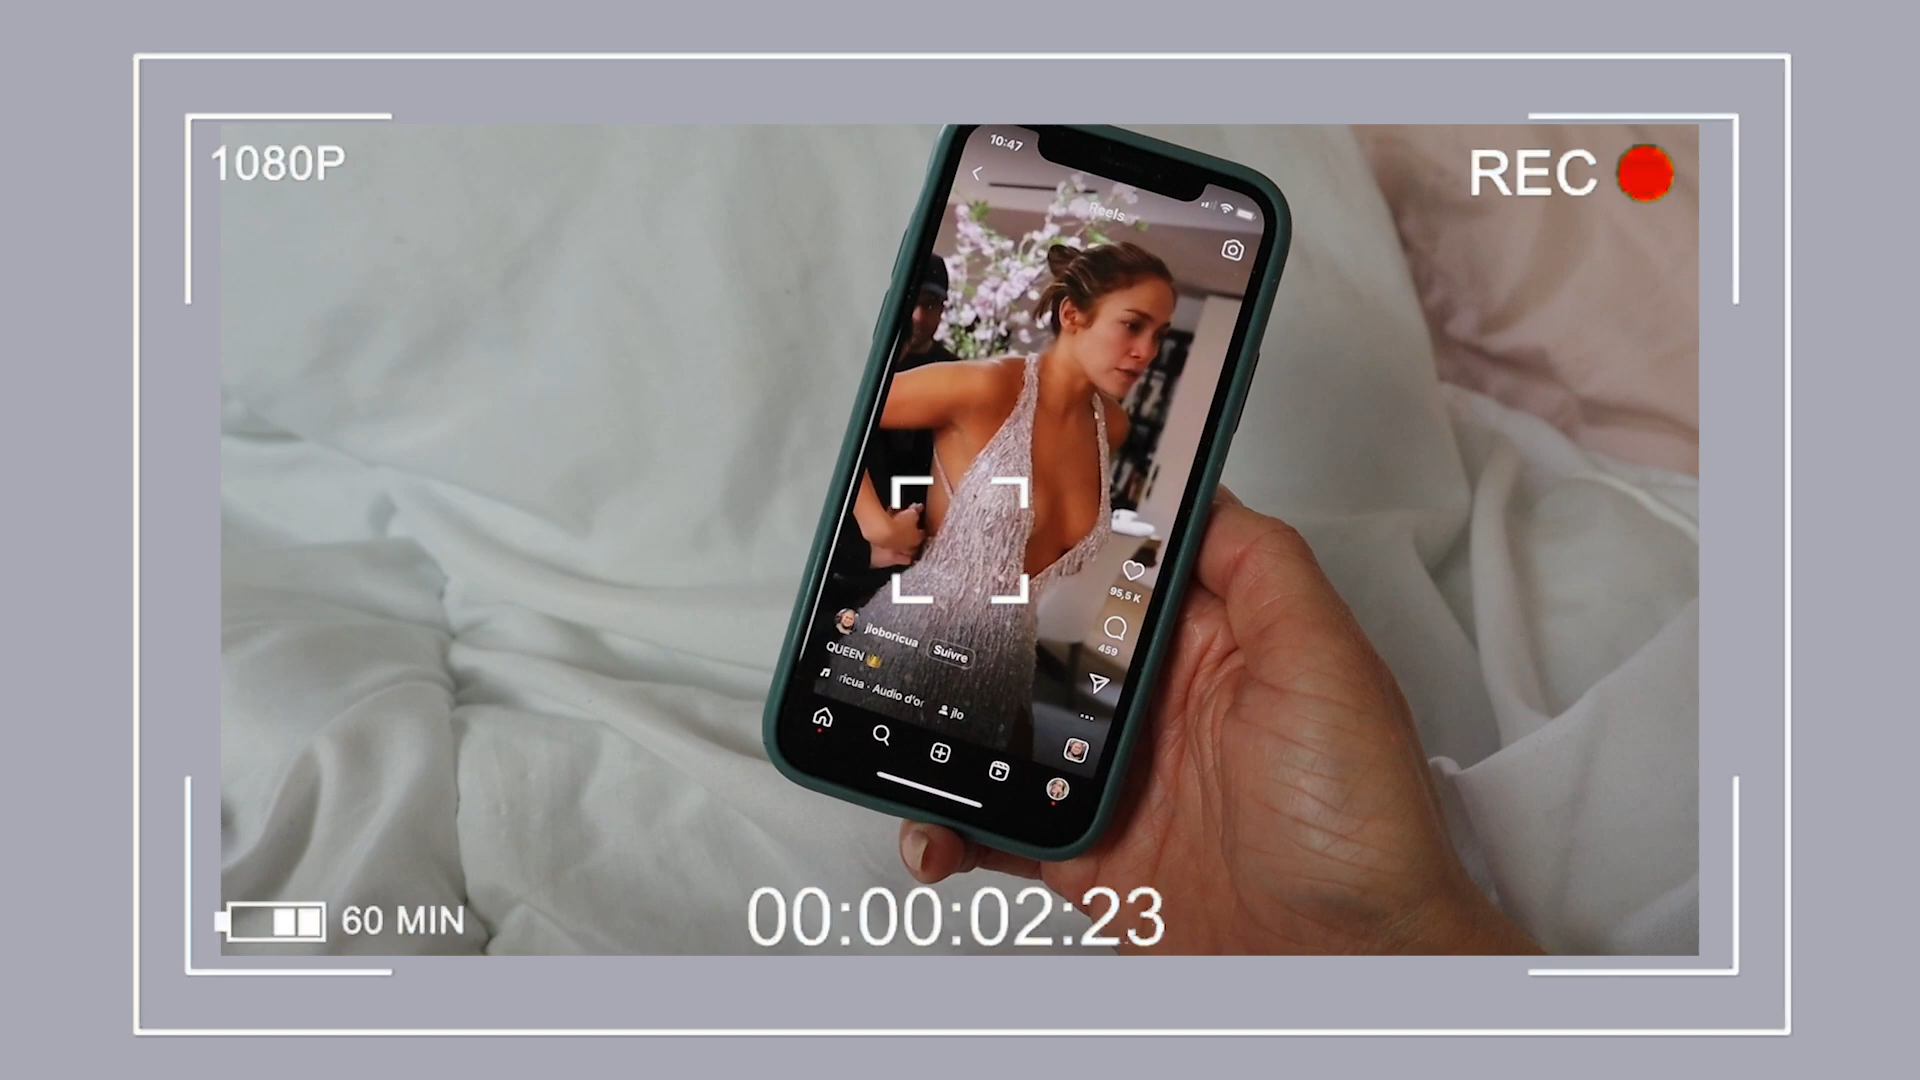 1080P
REC
10:47
Reels
95,5 K
459
jloboricua
Suivre
QUEEN 👑
ricua · Audio d'or
jlo
60 MIN
00:00:02:23